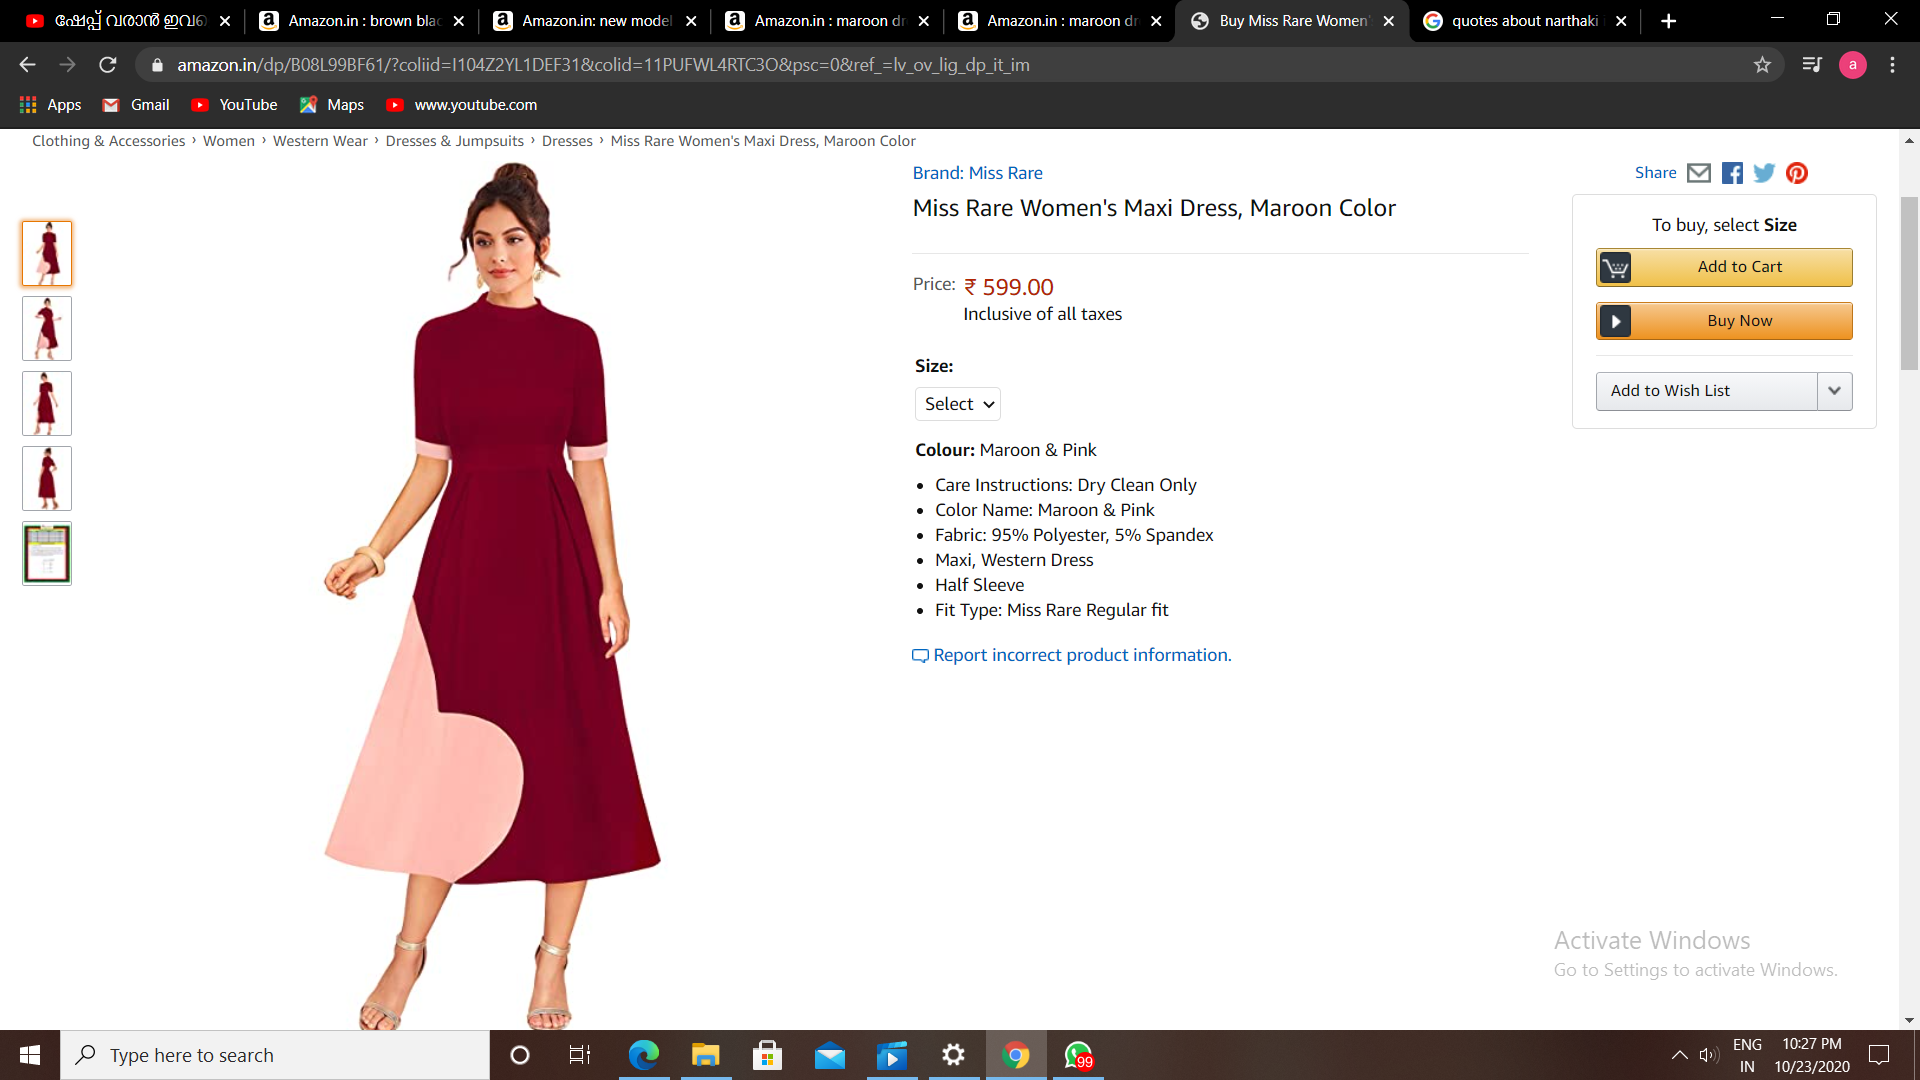 ഷേപ്പ് വരാൻ ഇവ
Amazon.in : brown bla
Amazon.in: new model
Amazon.in : maroon dr
Amazon.in : maroon dr
Buy Miss Rare Women'
quotes about narthaki
amazon.in/dp/B08L99BF61/?coliid=I104Z2YL1DEF31&colid=11PUFWL4RTC3O&psc=0&ref_=lv_ov_lig_dp_it_im
a
Apps Gmail YouTube Maps www.youtube.com
Clothing & Accessories › Women › Western Wear › Dresses & Jumpsuits › Dresses › Miss Rare Women's Maxi Dress, Maroon Color
Brand: Miss Rare
Miss Rare Women's Maxi Dress, Maroon Color
Price: ₹ 599.00
Inclusive of all taxes
Size:
Select
Colour: Maroon & Pink
• Care Instructions: Dry Clean Only
• Color Name: Maroon & Pink
• Fabric: 95% Polyester, 5% Spandex
• Maxi, Western Dress
• Half Sleeve
• Fit Type: Miss Rare Regular fit
Report incorrect product information.
Share
To buy, select Size
Add to Cart
Buy Now
Add to Wish List
Activate Windows
Go to Settings to activate Windows.
Type here to search
99
ENG
IN
10:27 PM
10/23/2020